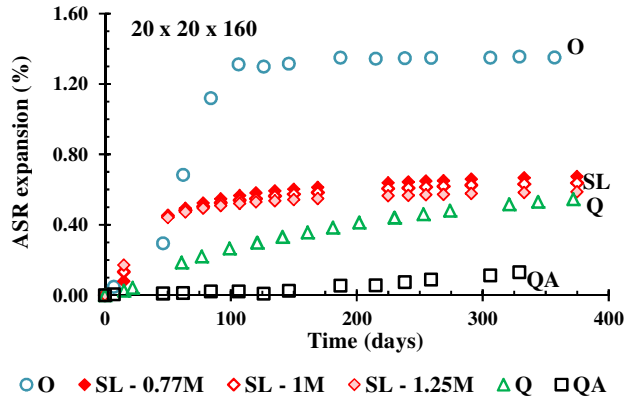 20 x 20 x 160
ASR expansion (%)
1.60
1.20
0.80
0.40
0.00
O
SL
Q
QA
0 100 200 300 400
Time (days)
O SL - 0.77M SL - 1M SL - 1.25M Q QA